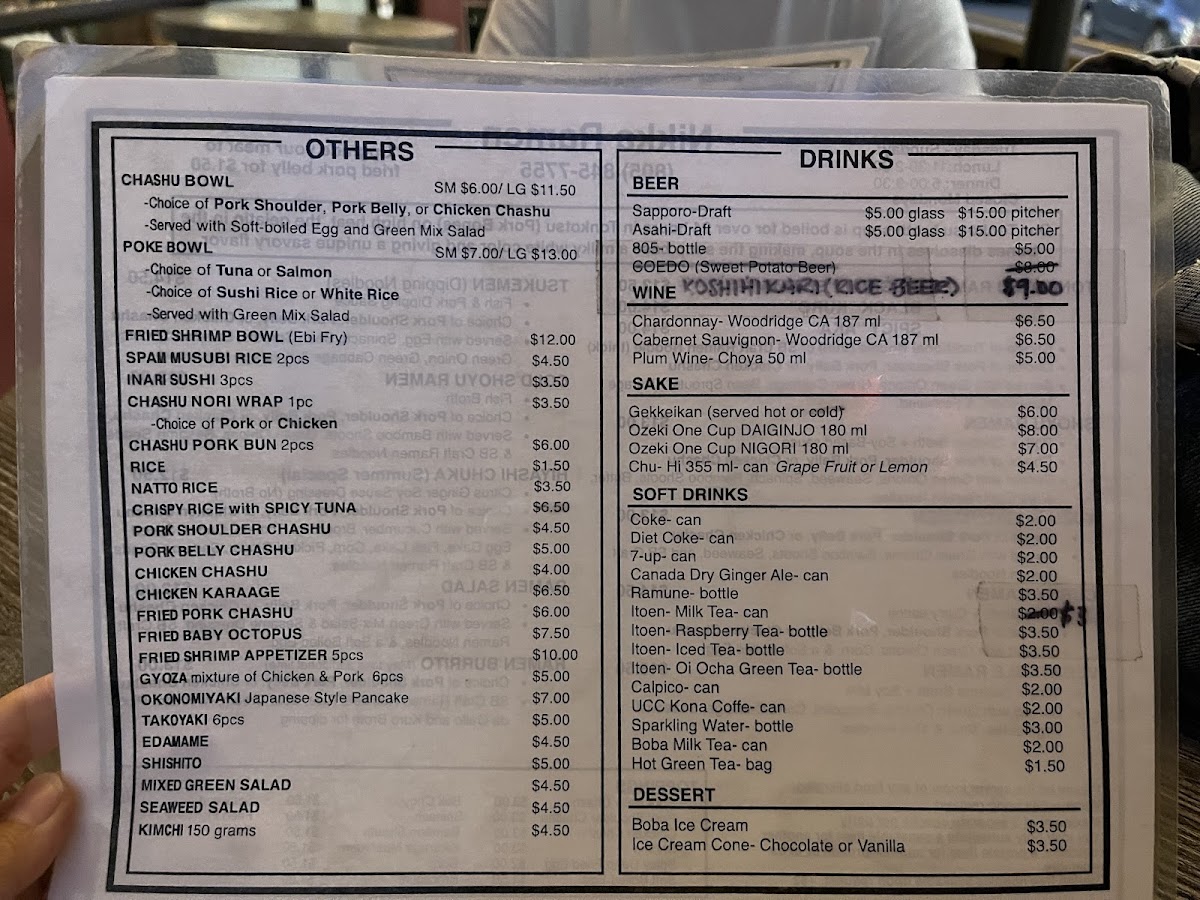 OTHERS
CHASHU BOWL SM $6.00/ LG $11.50
-Choice of Pork Shoulder, Pork Belly, or Chicken Chashu
-Served with Soft-boiled Egg and Green Mix Salad
POKE BOWL SM $7.00/ LG $13.00
-Choice of Tuna or Salmon
-Choice of Sushi Rice or White Rice
-Served with Green Mix Salad
FRIED SHRIMP BOWL (Ebi Fry) $12.00
SPAM MUSUBI RICE 2pcs $4.50
INARI SUSHI 3pcs $3.50
CHASHU NORI WRAP 1pc $3.50
-Choice of Pork or Chicken
CHASHU PORK BUN 2pcs $6.00
RICE $1.50
NATTO RICE $3.50
CRISPY RICE with SPICY TUNA $6.50
PORK SHOULDER CHASHU $4.50
PORK BELLY CHASHU $5.00
CHICKEN CHASHU $4.00
CHICKEN KARAAGE $6.50
FRIED PORK CHASHU $6.00
FRIED BABY OCTOPUS $7.50
FRIED SHRIMP APPETIZER 5pcs $10.00
GYOZA mixture of Chicken & Pork 6pcs $5.00
OKONOMIYAKI Japanese Style Pancake $7.00
TAKOYAKI 6pcs $5.00
EDAMAME $4.50
SHISHITO $5.00
MIXED GREEN SALAD $4.50
SEAWEED SALAD $4.50
KIMCHI 150 grams $4.50
DRINKS
BEER
Sapporo-Draft $5.00 glass $15.00 pitcher
Asahi-Draft $5.00 glass $15.00 pitcher
805- bottle $5.00
COEDO (Sweet Potato Beer) $8.00
KOSHIHIKARI (RICE BEER) $9.00
WINE
Chardonnay- Woodridge CA 187 ml $6.50
Cabernet Sauvignon- Woodridge CA 187 ml $6.50
Plum Wine- Choya 50 ml $5.00
SAKE
Gekkeikan (served hot or cold) $6.00
Ozeki One Cup DAIGINJO 180 ml $8.00
Ozeki One Cup NIGORI 180 ml $7.00
Chu- Hi 355 ml- can Grape Fruit or Lemon $4.50
SOFT DRINKS
Coke- can $2.00
Diet Coke- can $2.00
7-up- can $2.00
Canada Dry Ginger Ale- can $2.00
Ramune- bottle $3.50
Itoen- Milk Tea- can $2.00 $3
Itoen- Raspberry Tea- bottle $3.50
Itoen- Iced Tea- bottle $3.50
Itoen- Oi Ocha Green Tea- bottle $3.50
Calpico- can $2.00
UCC Kona Coffe- can $2.00
Sparkling Water- bottle $3.00
Boba Milk Tea- can $2.00
Hot Green Tea- bag $1.50
DESSERT
Boba Ice Cream $3.50
Ice Cream Cone- Chocolate or Vanilla $3.50